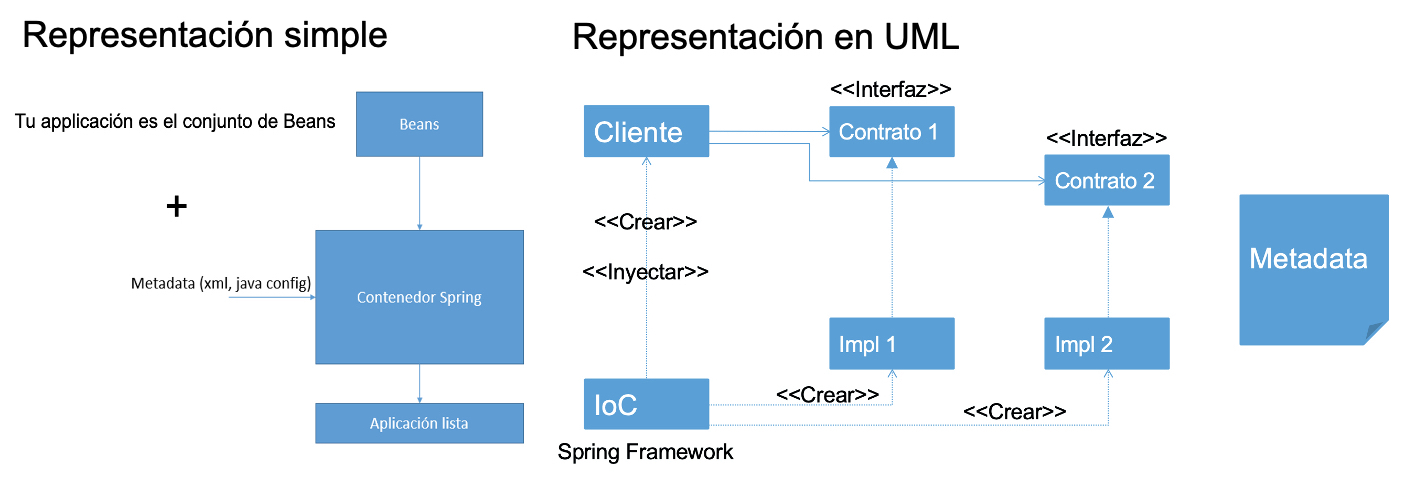 Representación simple
Tu applicación es el conjunto de Beans
Beans
+
Metadata (xml, java config)
Contenedor Spring
Aplicación lista
Representación en UML
<<Interfaz>>
Cliente
Contrato 1
<<Interfaz>>
Contrato 2
<<Crear>>
<<Inyectar>>
Metadata
Impl 1
Impl 2
<<Crear>>
IoC
<<Crear>>
Spring Framework